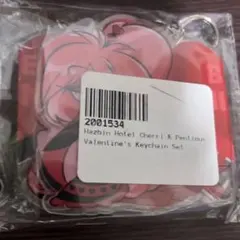 2001534
Hazbin Hotel Cherri & Pentious
Valentine's Keychain Set